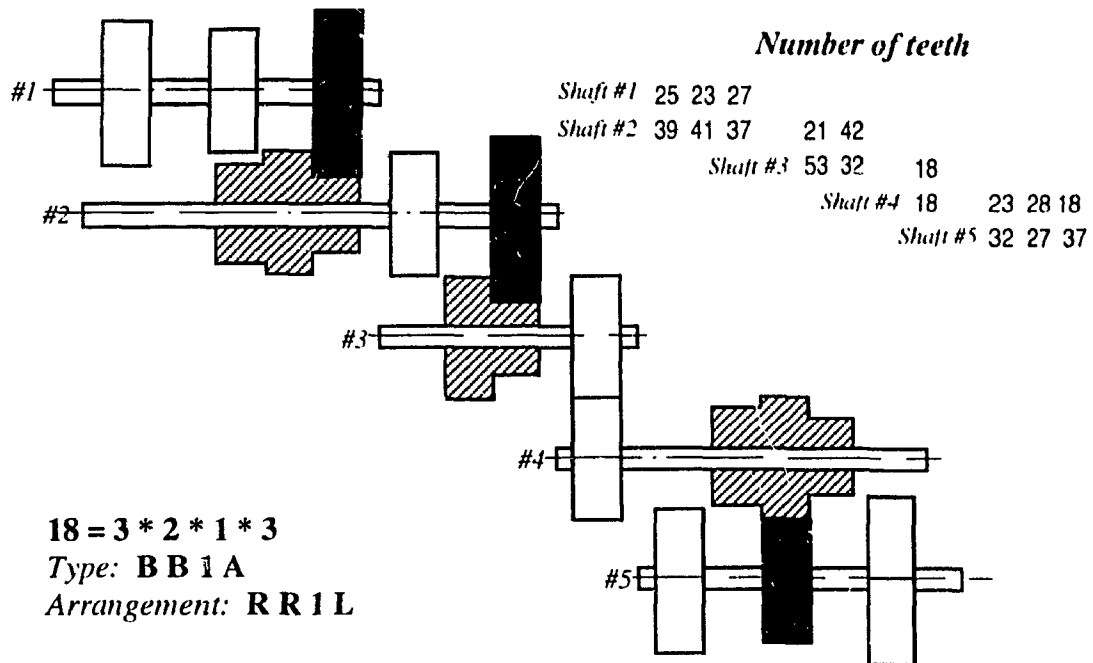 Number of teeth
Shaft #1 25 23 27
Shaft #2 39 41 37 21 42
Shaft #3 53 32 18
Shaft #4 18 23 28 18
Shaft #5 32 27 37
#1
#2
#3
#4
#5
18 = 3 * 2 * 1 * 3
Type: B B 1 A
Arrangement: R R 1 L